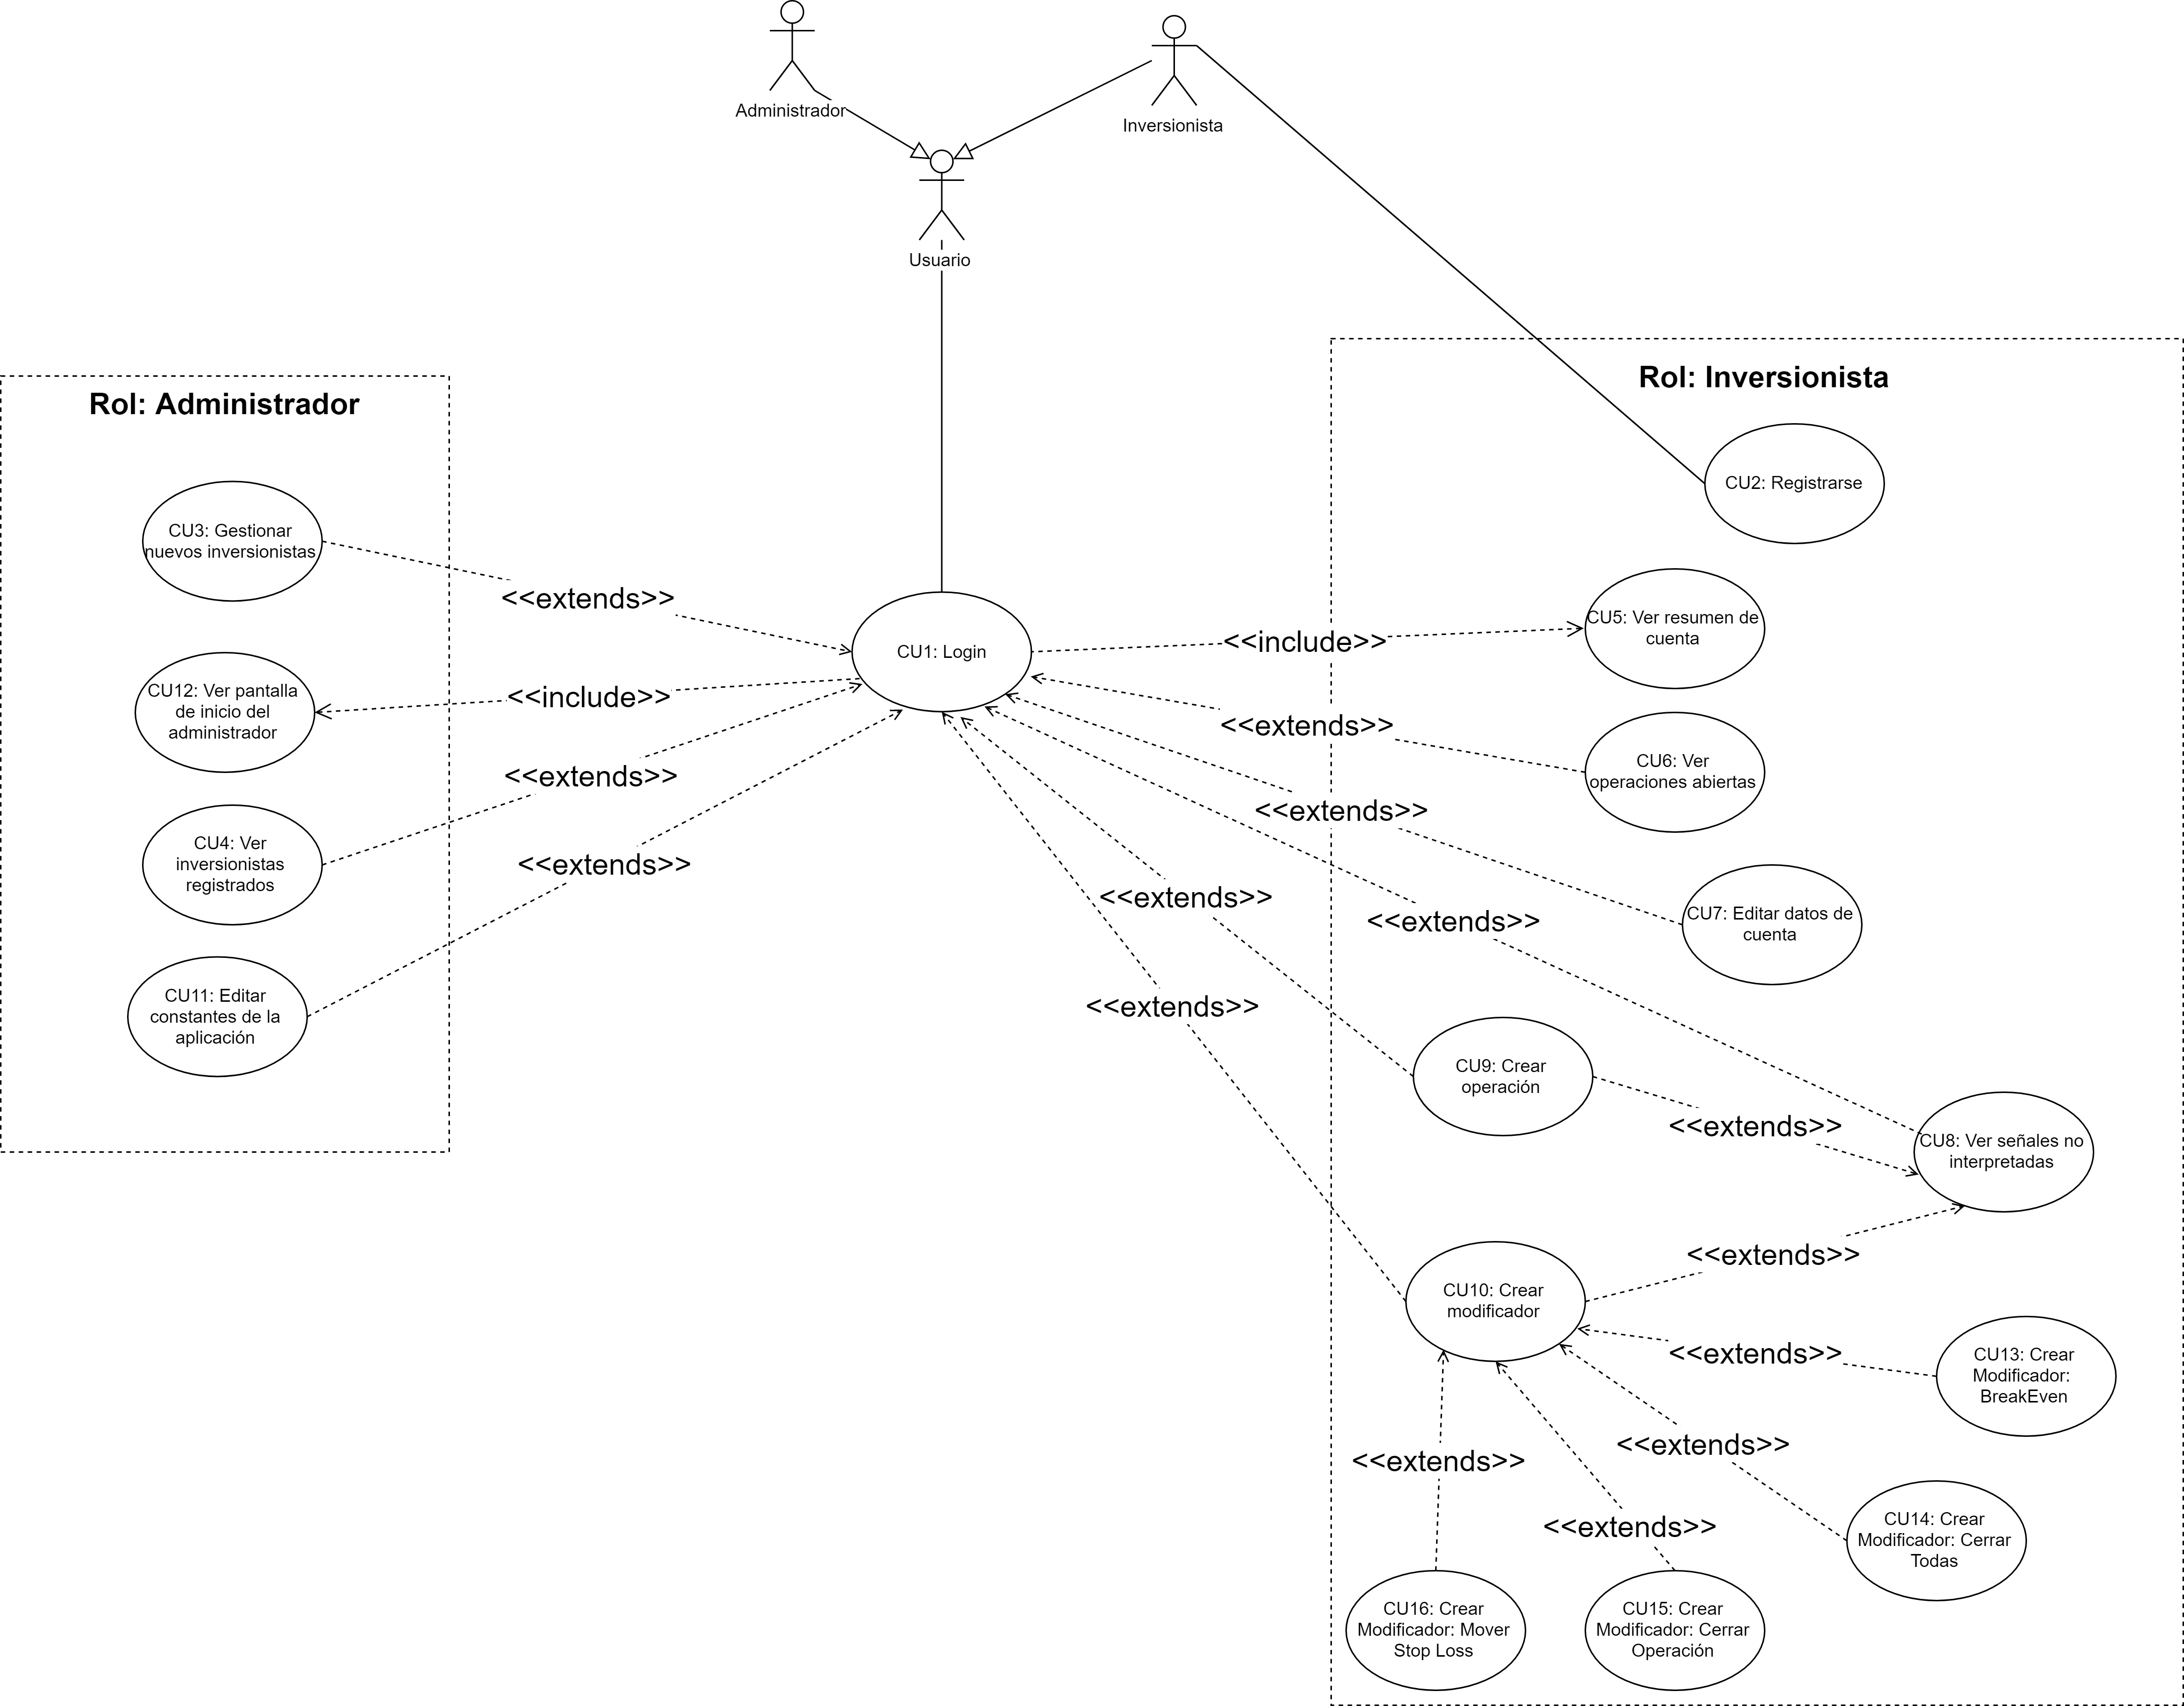 Administrador
Inversionista
Usuario
Rol: Administrador
Rol: Inversionista
CU2: Registrarse
CU3: Gestionar
nuevos inversionistas
<<extends>>
CU1: Login
<<include>>
CU5: Ver resumen de
cuenta
CU12: Ver pantalla
de inicio del
administrador
<<include>>
<<extends>>
CU6: Ver
operaciones abiertas
<<extends>>
<<extends>>
CU4: Ver
inversionistas
registrados
<<extends>>
<<extends>>
<<extends>>
CU7: Editar datos de
cuenta
CU11: Editar
constantes de la
aplicación
<<extends>>
CU9: Crear
operación
<<extends>>
CU8: Ver señales no
interpretadas
<<extends>>
CU10: Crear
modificador
<<extends>>
CU13: Crear
Modificador:
BreakEven
<<extends>>
<<extends>>
<<extends>>
CU14: Crear
Modificador: Cerrar
Todas
CU16: Crear
Modificador: Mover
Stop Loss
CU15: Crear
Modificador: Cerrar
Operación